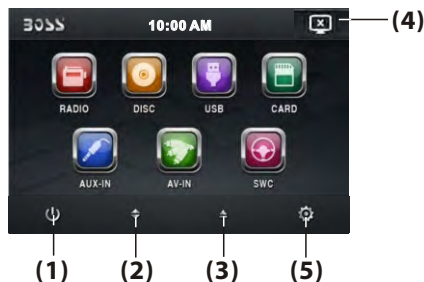 BOSS 10:00 AM (4)
RADIO DISC USB CARD
AUX-IN AV-IN SWC
(1) (2) (3) (5)